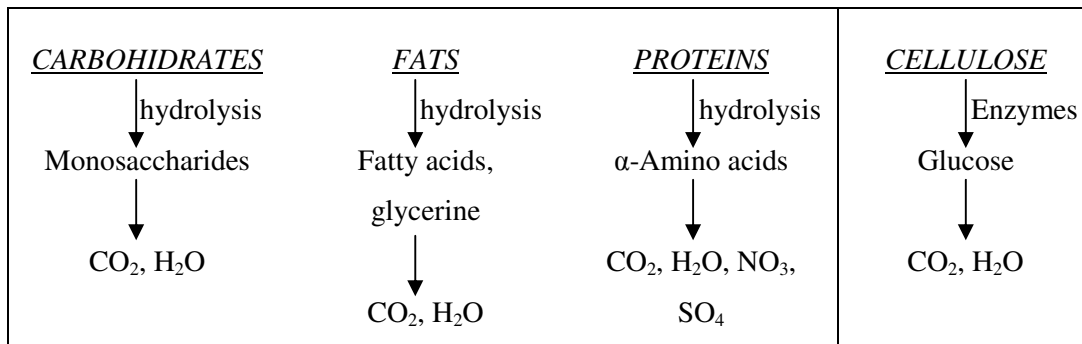 CARBOHIDRATES
hydrolysis
Monosaccharides
CO₂, H₂O
FATS
hydrolysis
Fatty acids,
glycerine
CO₂, H₂O
PROTEINS
hydrolysis
α-Amino acids
CO₂, H₂O, NO₃,
SO₄
CELLULOSE
Enzymes
Glucose
CO₂, H₂O